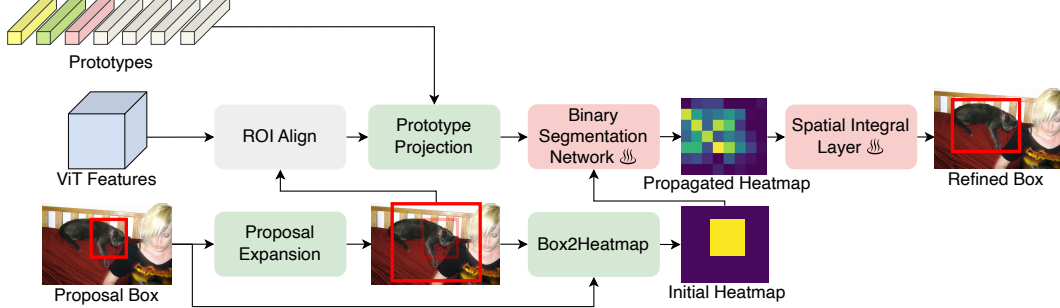 Prototypes
ViT Features
ROI Align
Prototype
Projection
Binary
Segmentation
Network ♨
Propagated Heatmap
Spatial Integral
Layer ♨
Refined Box
Proposal Box
Proposal
Expansion
Box2Heatmap
Initial Heatmap